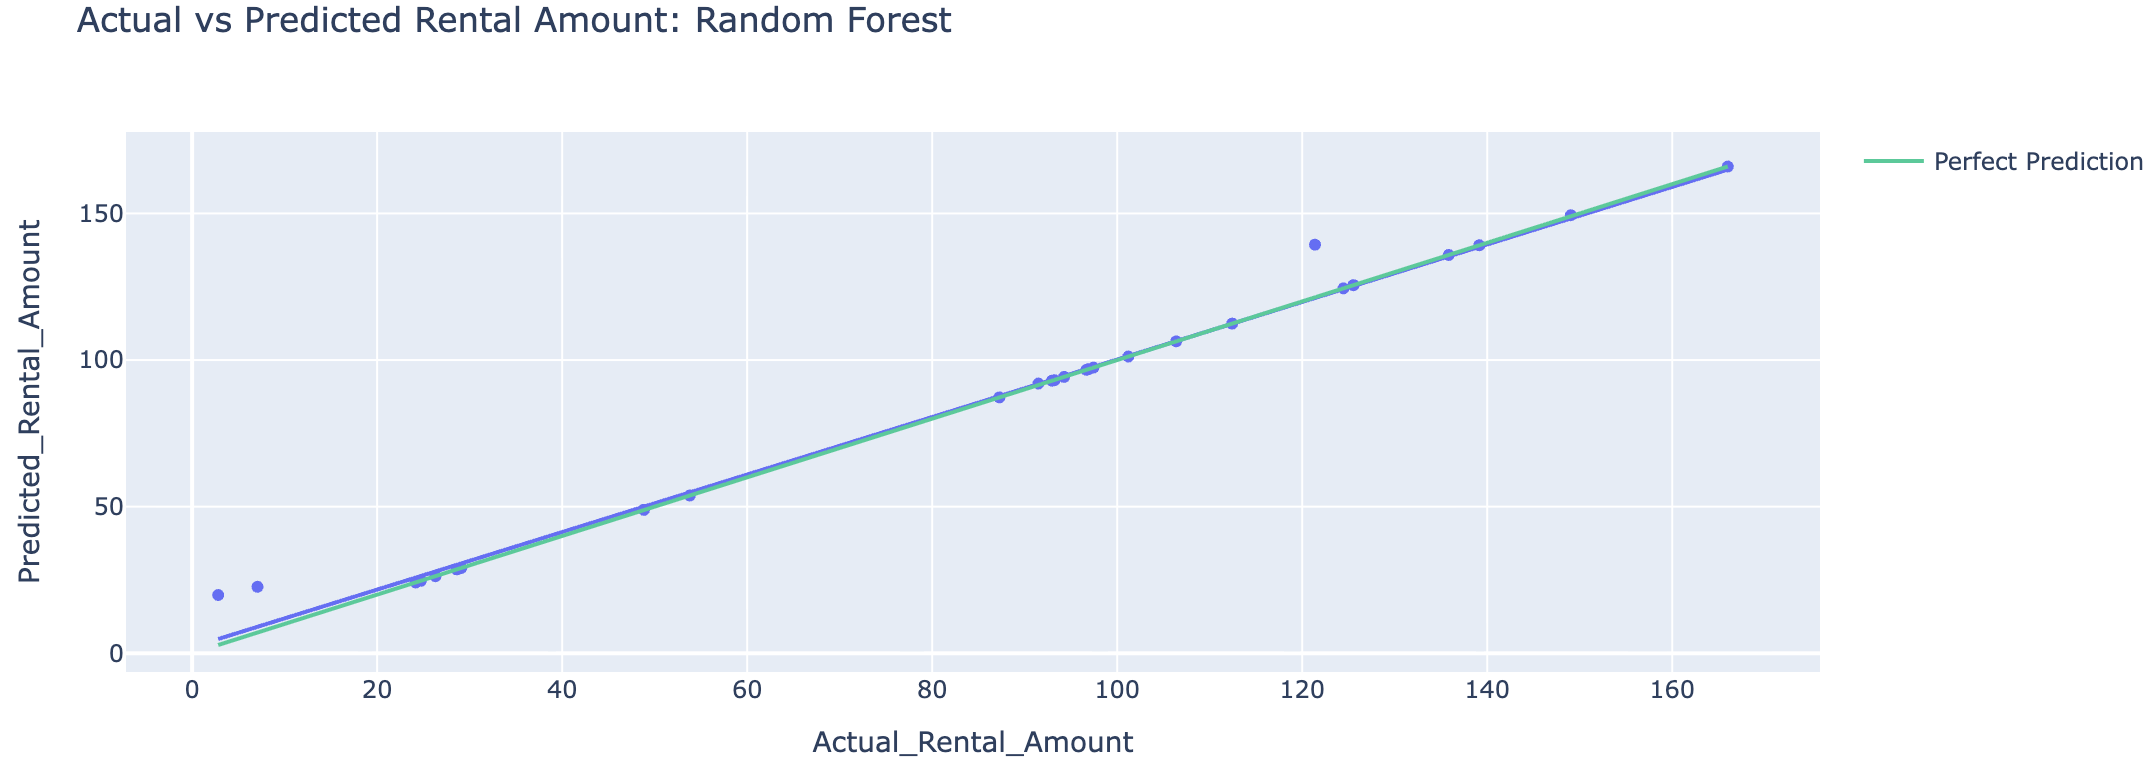 Actual vs Predicted Rental Amount: Random Forest
Perfect Prediction
Predicted_Rental_Amount
150
100
50
0
0 20 40 60 80 100 120 140 160
Actual_Rental_Amount